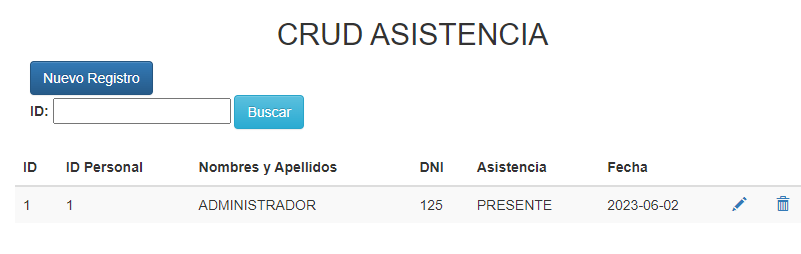 CRUD ASISTENCIA
Nuevo Registro
ID: Buscar
ID ID Personal Nombres y Apellidos DNI Asistencia Fecha
1 1 ADMINISTRADOR 125 PRESENTE 2023-06-02